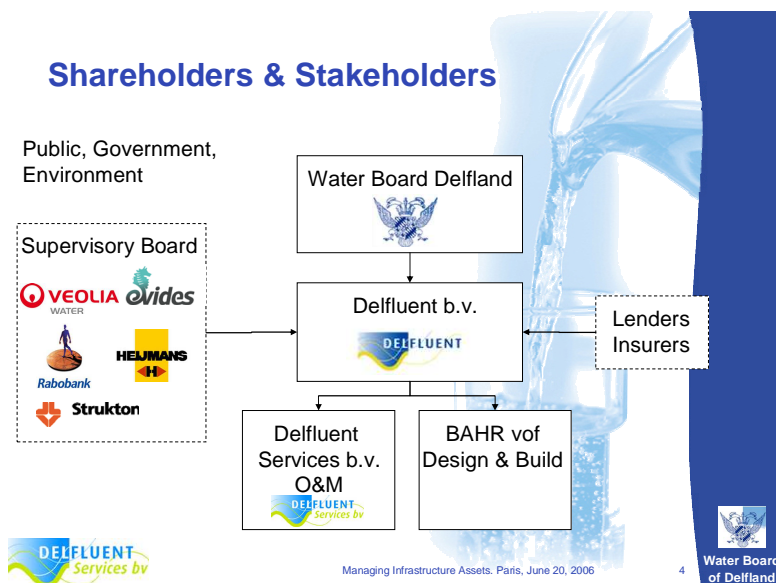 Shareholders & Stakeholders
Public, Government,
Environment
Water Board Delfland
Supervisory Board
VEOLIA
WATER
evides
Rabobank
HEIJMANS
H
Strukton
Delfluent b.v.
DELFLUENT
Lenders
Insurers
Delfluent
Services b.v.
O&M
DELFLUENT
Services bv
BAHR vof
Design & Build
DELFLUENT
Services bv
Managing Infrastructure Assets. Paris, June 20, 2006
4
Water Board
of Delfland